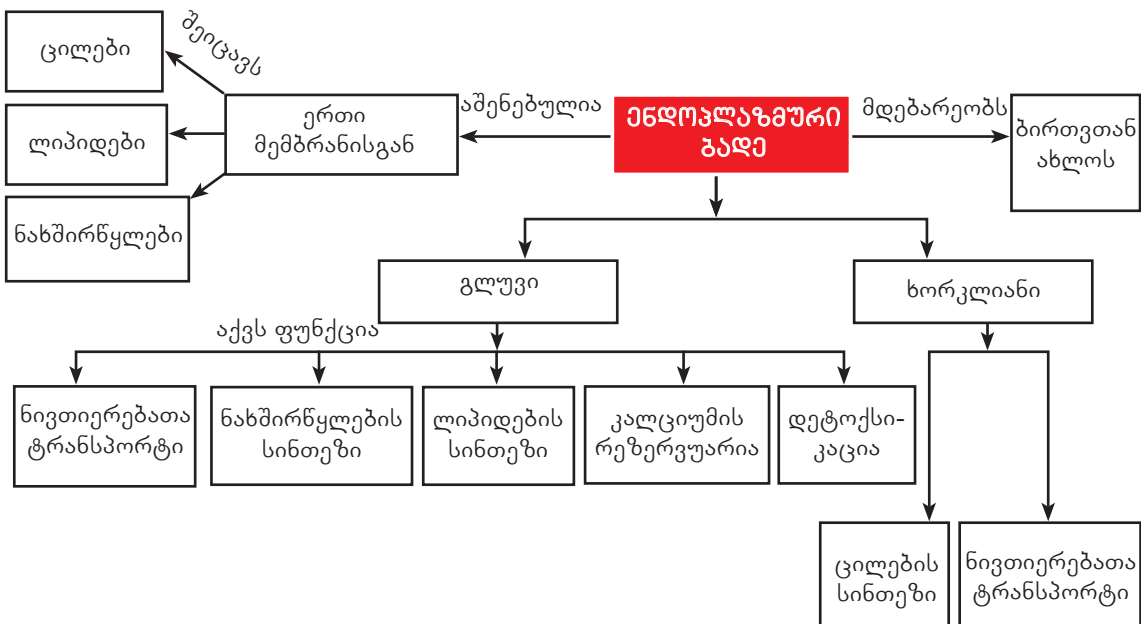 ცილები
შეიცავს
ლიპიდები
ნახშირწყლები
ერთი
მემბრანისგან
აშენებულია
ენდოპლაზმური
ბადე
მდებარეობს
ბირთვთან
ახლოს
გლუვი
ხორკლიანი
აქვს ფუნქცია
ნივთიერებათა
ტრანსპორტი
ნახშირწყლების
სინთეზი
ლიპიდების
სინთეზი
კალციუმის
რეზერვუარია
დეტოქსი-
კაცია
ცილების
სინთეზი
ნივთიერებათა
ტრანსპორტი